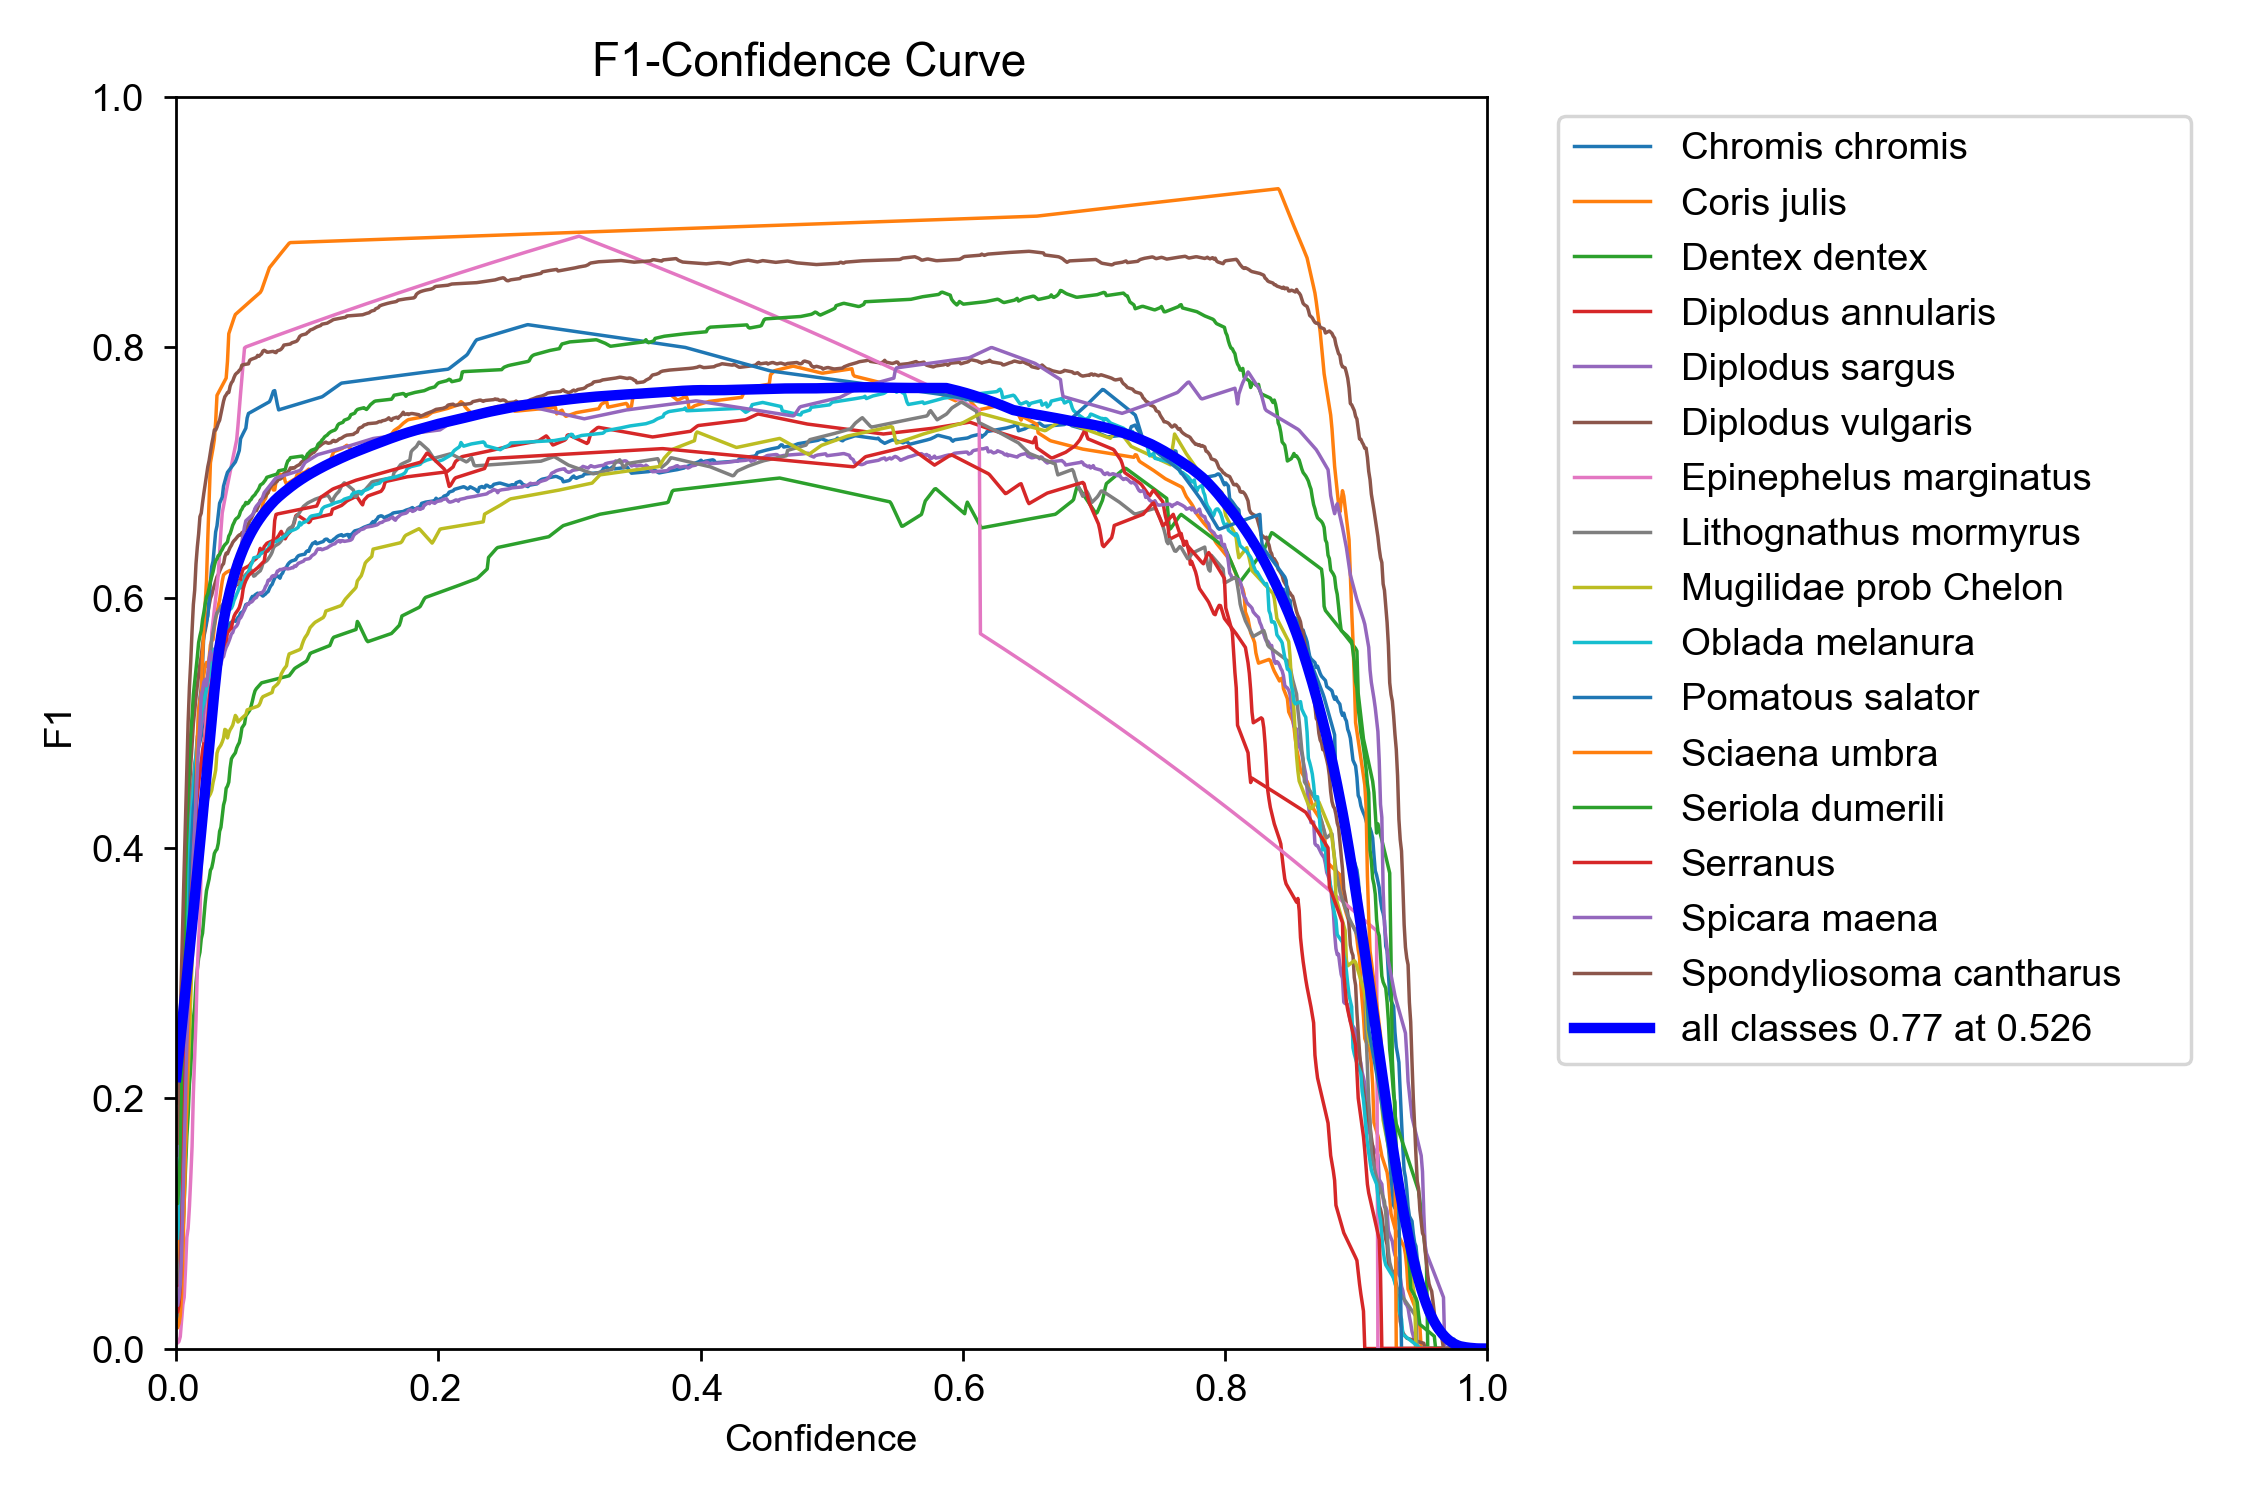 F1-Confidence Curve
1.0
0.8
0.6
0.4
0.2
0.0
F1
0.0 0.2 0.4 0.6 0.8 1.0
Confidence
Chromis chromis
Coris julis
Dentex dentex
Diplodus annularis
Diplodus sargus
Diplodus vulgaris
Epinephelus marginatus
Lithognathus mormyrus
Mugilidae prob Chelon
Oblada melanura
Pomatous salator
Sciaena umbra
Seriola dumerili
Serranus
Spicara maena
Spondyliosoma cantharus
all classes 0.77 at 0.526